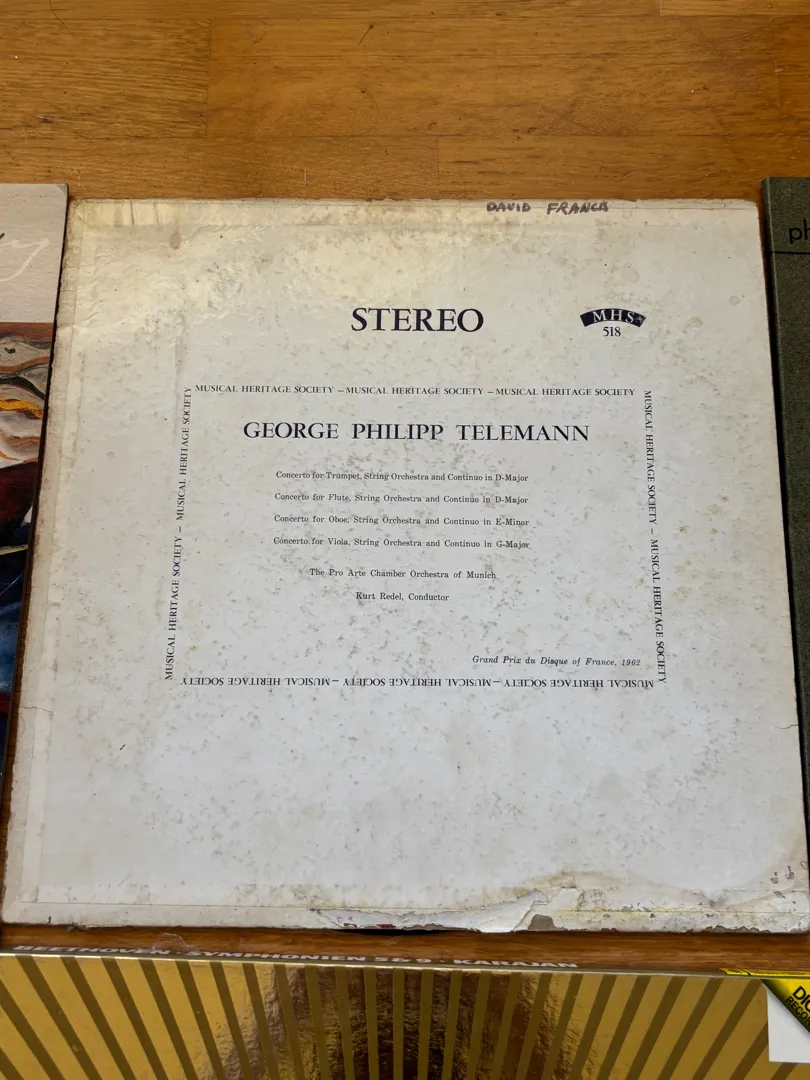 DAVID FRANCA
STEREO
MHS
518
MUSICAL HERITAGE SOCIETY – MUSICAL HERITAGE SOCIETY – MUSICAL HERITAGE SOCIETY
MUSICAL HERITAGE SOCIETY – MUSICAL HERITAGE SOCIETY
MUSICAL HERITAGE SOCIETY – MUSICAL HERITAGE SOCIETY
GEORGE PHILIPP TELEMANN
Concerto for Trumpet, String Orchestra and Continuo in D-Major
Concerto for Flute, String Orchestra and Continuo in D-Major
Concerto for Oboe, String Orchestra and Continuo in E-Minor
Concerto for Viola, String Orchestra and Continuo in G-Major
The Pro Arte Chamber Orchestra of Munich
Kurt Redel, Conductor
Grand Prix du Disque of France, 1962
MUSICAL HERITAGE SOCIETY – MUSICAL HERITAGE SOCIETY – MUSICAL HERITAGE SOCIETY
BEETHOVEN · SYMPHONIEN 5 & 9 · KARAJAN
ph